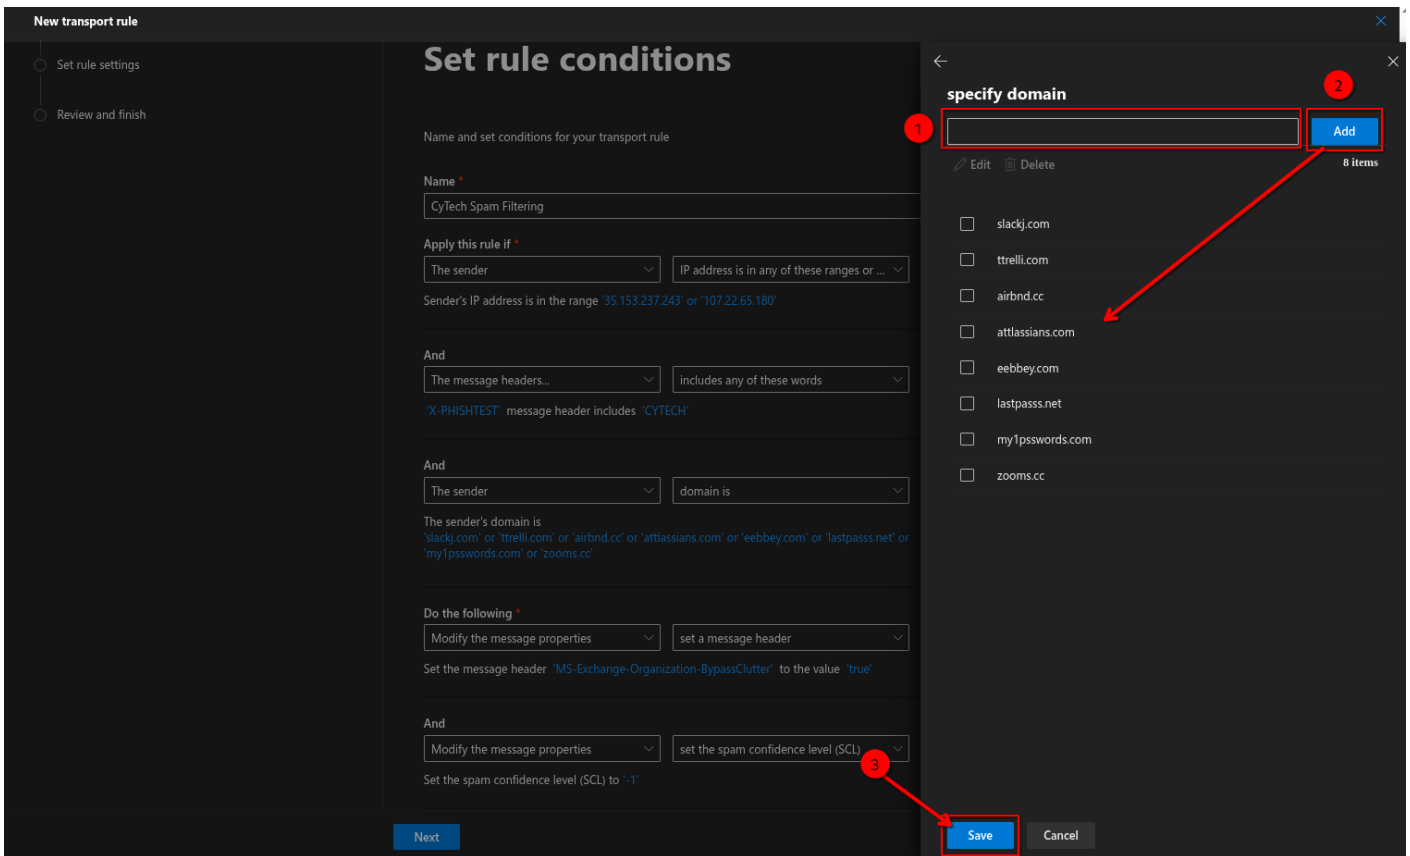 New transport rule
Set rule settings
Review and finish
Set rule conditions
Name and set conditions for your transport rule
Name *
CyTech Spam Filtering
Apply this rule if *
The sender
IP address is in any of these ranges or ...
Sender's IP address is in the range '35.153.237.243' or '107.22.65.180'
And
The message headers...
includes any of these words
'X-PHISHTEST' message header includes 'CYTECH'
And
The sender
domain is
The sender's domain is
'slackj.com' or 'ttrelli.com' or 'airbnd.cc' or 'attlassians.com' or 'eebbey.com' or 'lastpasss.net' or
'my1psswords.com' or 'zooms.cc'
Do the following *
Modify the message properties
set a message header
Set the message header 'MS-Exchange-Organization-BypassClutter' to the value 'true'
And
Modify the message properties
set the spam confidence level (SCL)
Set the spam confidence level (SCL) to '-1'
Next
specify domain
1
2
Add
Edit
Delete
8 items
slackj.com
ttrelli.com
airbnd.cc
attlassians.com
eebbey.com
lastpasss.net
my1psswords.com
zooms.cc
3
Save
Cancel